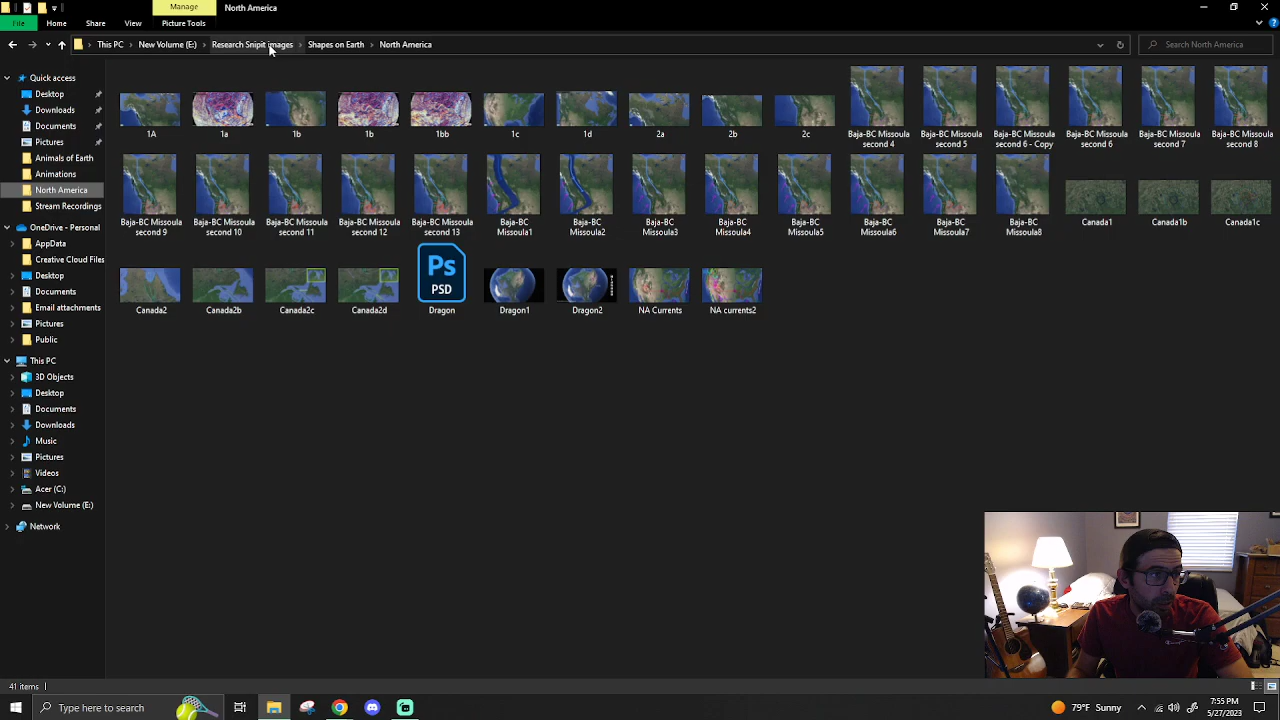 Manage
North America
File
Home
Share
View
Picture Tools
This PC
New Volume (E:)
Research Snipit images
Shapes on Earth
North America
Search North America
Quick access
Desktop
Downloads
Documents
Pictures
Animals of Earth
Animations
North America
Stream Recordings
OneDrive - Personal
AppData
Creative Cloud Files
Desktop
Documents
Email attachments
Pictures
Public
This PC
3D Objects
Desktop
Documents
Downloads
Music
Pictures
Videos
Acer (C:)
New Volume (E:)
Network
1A
1a
1b
1b
1bb
1c
1d
2a
2b
2c
Baja-BC Missoula second 4
Baja-BC Missoula second 5
Baja-BC Missoula second 6 - Copy
Baja-BC Missoula second 6
Baja-BC Missoula second 7
Baja-BC Missoula second 8
Baja-BC Missoula second 9
Baja-BC Missoula second 10
Baja-BC Missoula second 11
Baja-BC Missoula second 12
Baja-BC Missoula second 13
Baja-BC Missoula1
Baja-BC Missoula2
Baja-BC Missoula3
Baja-BC Missoula4
Baja-BC Missoula5
Baja-BC Missoula6
Baja-BC Missoula7
Baja-BC Missoula8
Canada1
Canada1b
Canada1c
Canada2
Canada2b
Canada2c
Canada2d
Ps
PSD
Dragon
Dragon1
Dragon2
NA Currents
NA currents2
41 items
Type here to search
79°F Sunny
7:55 PM
5/27/2023